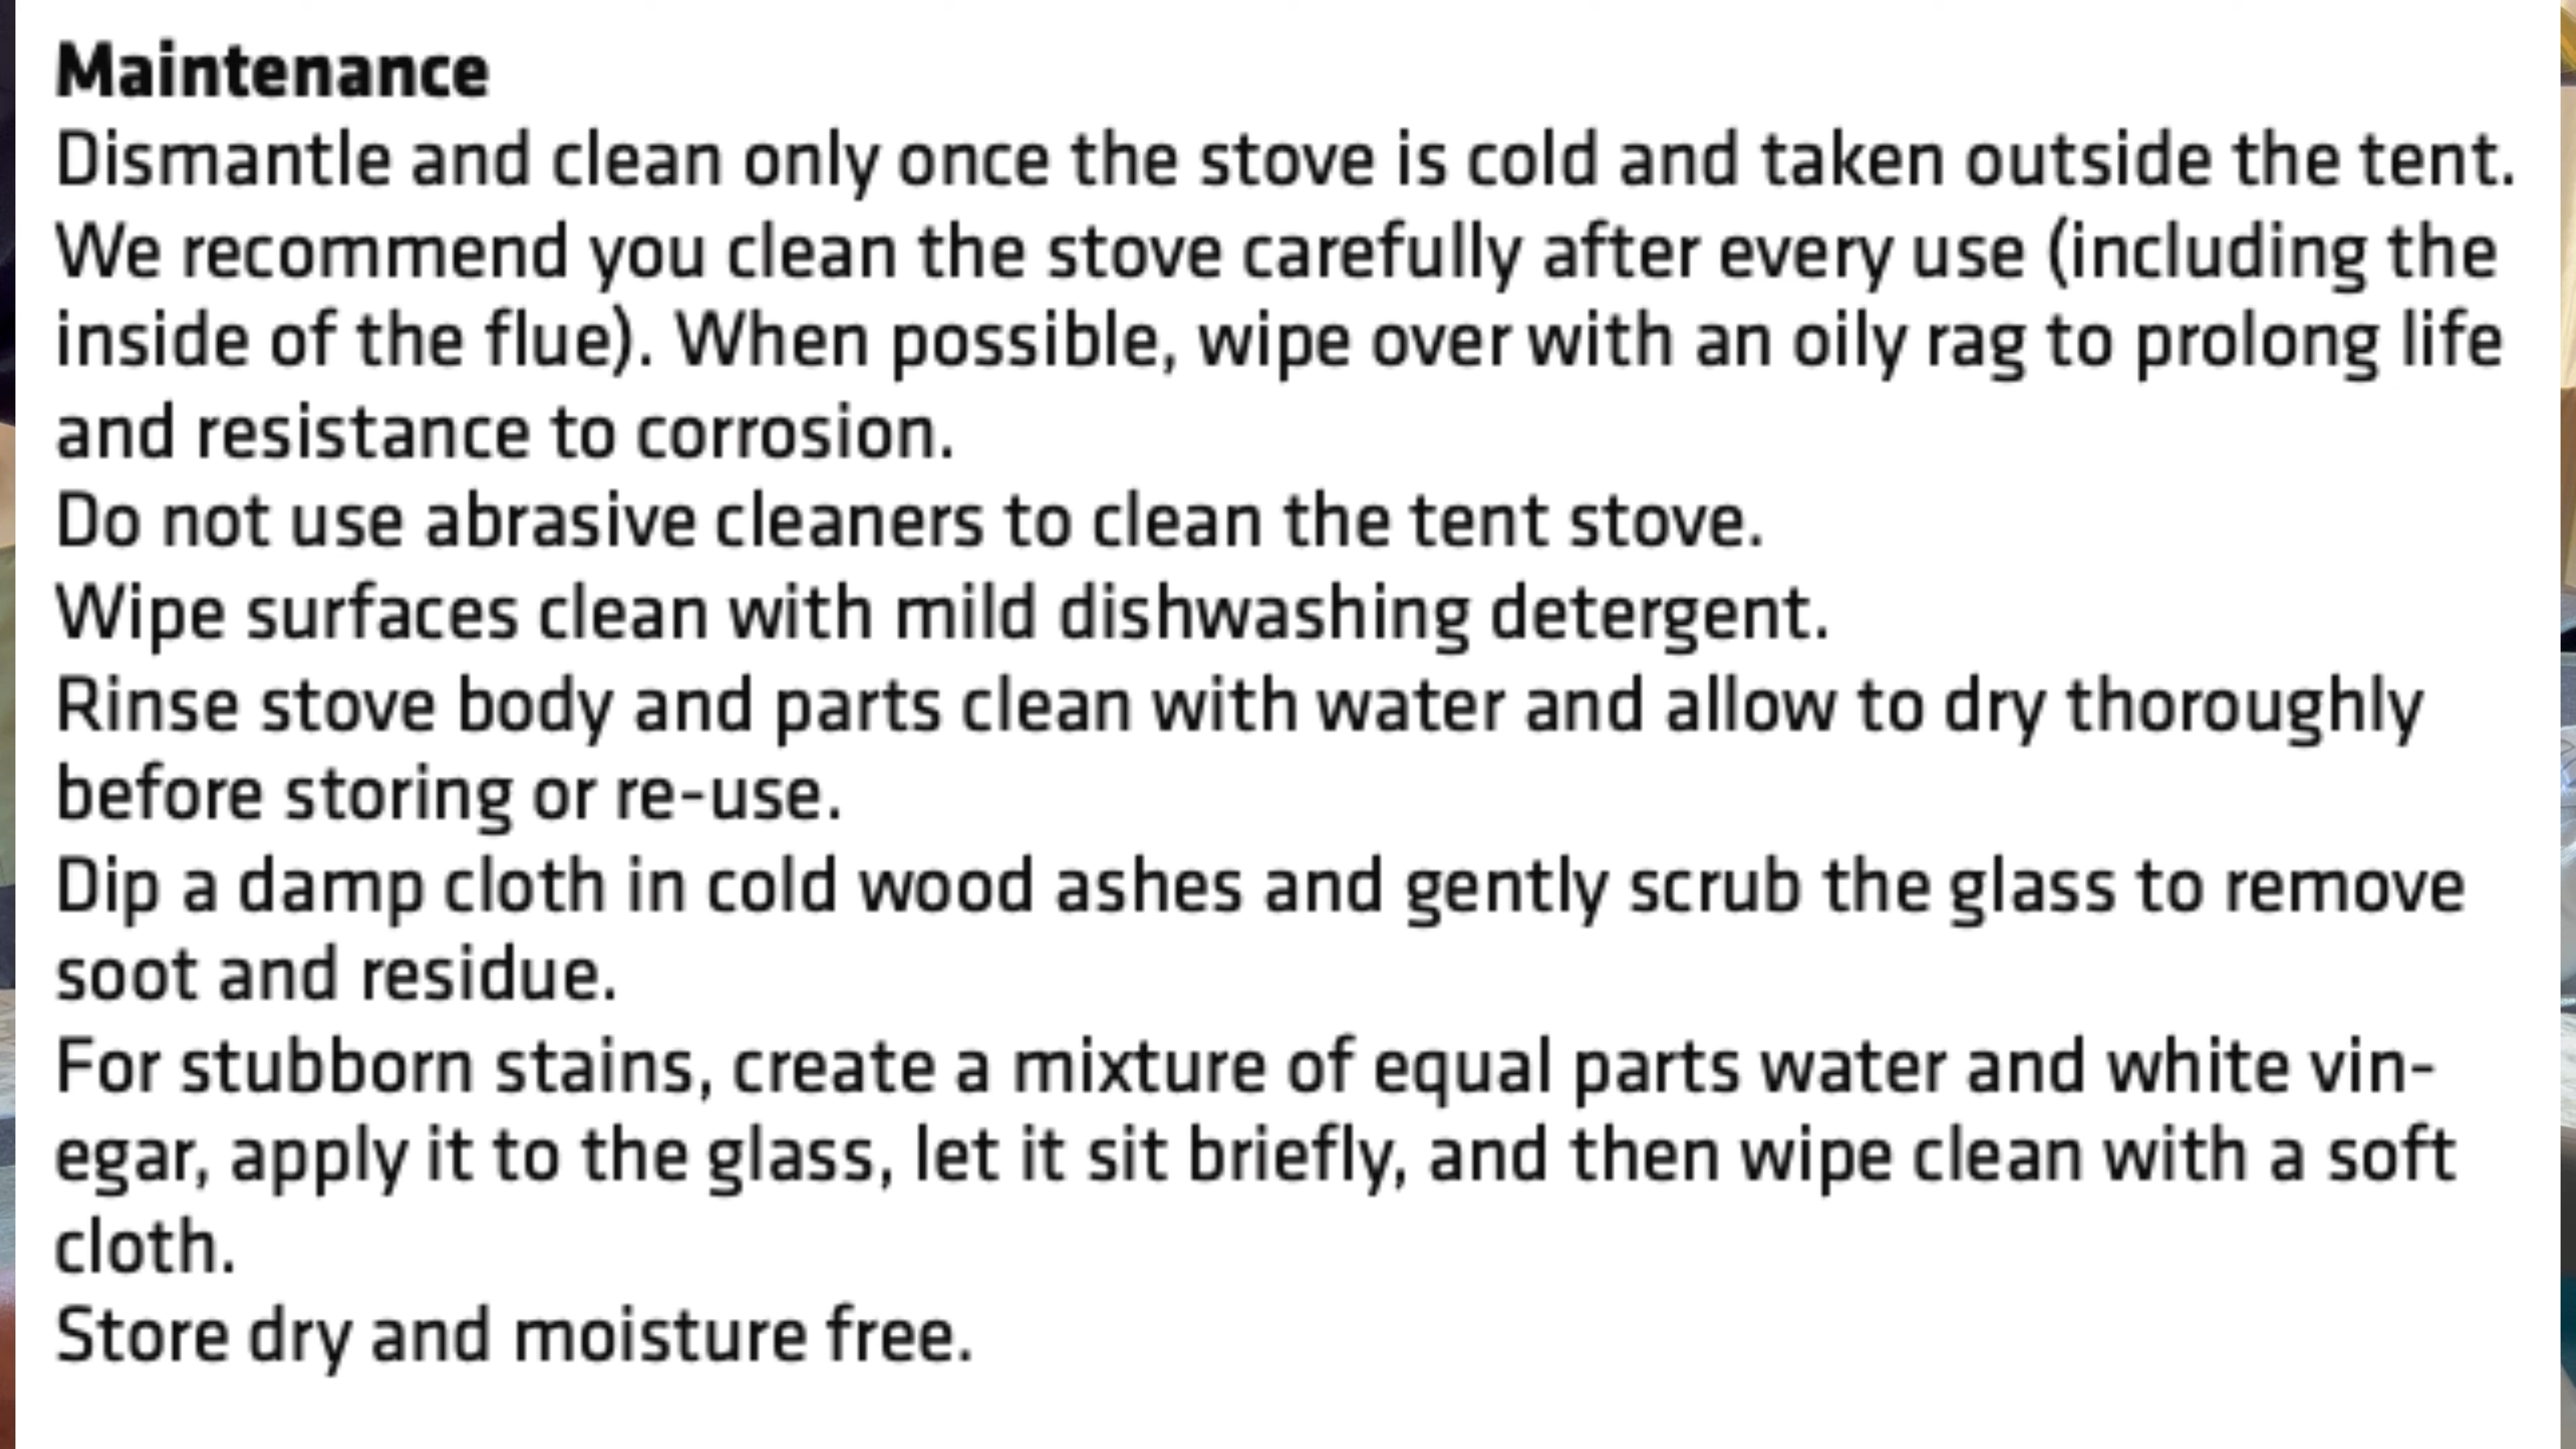 Maintenance
Dismantle and clean only once the stove is cold and taken outside the tent.
We recommend you clean the stove carefully after every use (including the
inside of the flue). When possible, wipe over with an oily rag to prolong life
and resistance to corrosion.
Do not use abrasive cleaners to clean the tent stove.
Wipe surfaces clean with mild dishwashing detergent.
Rinse stove body and parts clean with water and allow to dry thoroughly
before storing or re-use.
Dip a damp cloth in cold wood ashes and gently scrub the glass to remove
soot and residue.
For stubborn stains, create a mixture of equal parts water and white vin-
egar, apply it to the glass, let it sit briefly, and then wipe clean with a soft
cloth.
Store dry and moisture free.